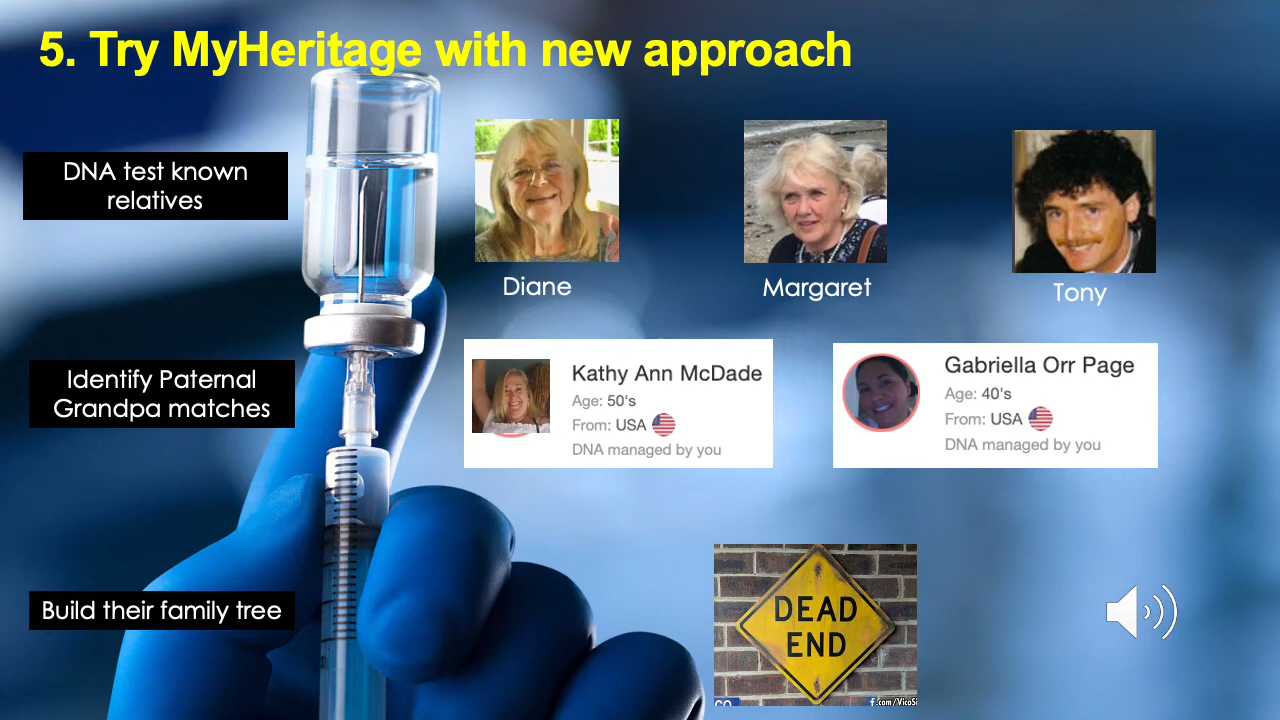 5. Try MyHeritage with new approach
DNA test known
relatives
Diane
Margaret
Tony
Identify Paternal
Grandpa matches
Kathy Ann McDade
Age: 50's
From: USA
DNA managed by you
Gabriella Orr Page
Age: 40's
From: USA
DNA managed by you
Build their family tree
DEAD
END
f.com/VicoSi